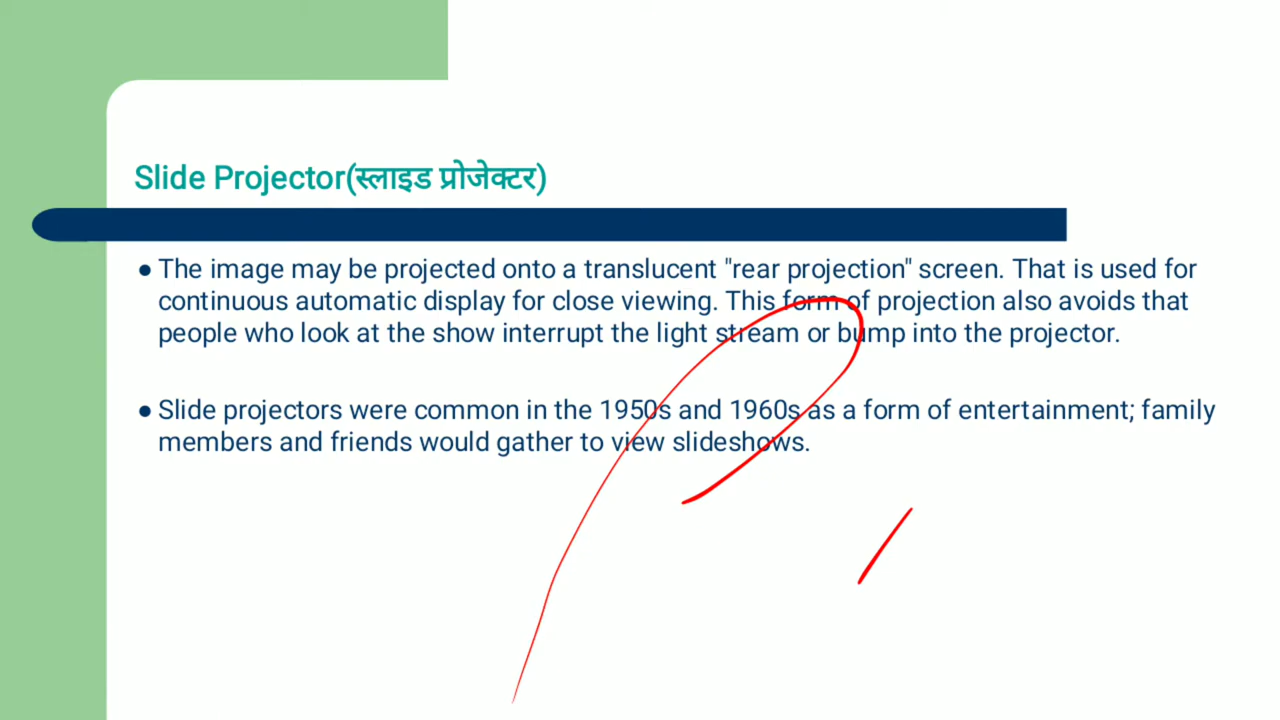 Slide Projector(स्लाइड प्रोजेक्टर)
● The image may be projected onto a translucent "rear projection" screen. That is used for
continuous automatic display for close viewing. This form of projection also avoids that
people who look at the show interrupt the light stream or bump into the projector.
● Slide projectors were common in the 1950s and 1960s as a form of entertainment; family
members and friends would gather to view slideshows.